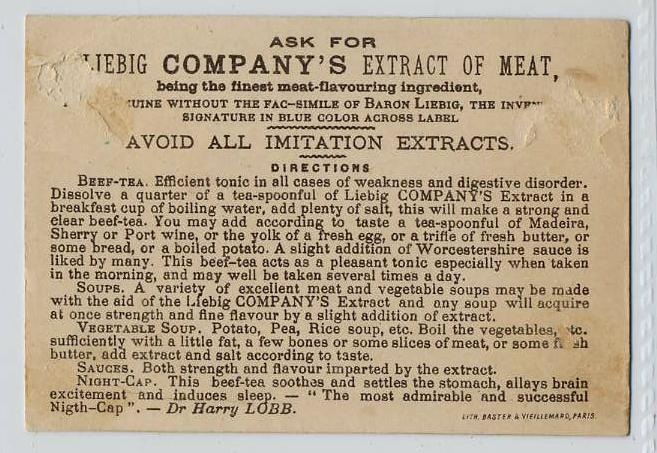 ASK FOR
LIEBIG COMPANY'S EXTRACT OF MEAT,
being the finest meat-flavouring ingredient,
WITHOUT THE FAC-SIMILE OF BARON LIEBIG, THE
SIGNATURE IN BLUE COLOR ACROSS LABEL
AVOID ALL IMITATION EXTRACTS.
DIRECTIONS
BEEF-TEA. Efficient tonic in all cases of weakness and digestive disorder.
Dissolve a quarter of a tea-spoonful of Liebig COMPANY'S Extract in a
breakfast cup of boiling water, add plenty of salt, this will make a strong and
clear beef-tea. You may add according to taste a tea-spoonful of Madeira,
Sherry or Port wine, or the yolk of a fresh egg, or a trifle of fresh butter, or
some bread, or a boiled potato. A slight addition of Worcestershire sauce is
liked by many. This beef-tea acts as a pleasant tonic especially when taken
in the morning, and may well be taken several times a day.
SOUPS. A variety of excellent meat and vegetable soups may be made
with the aid of the Liebig COMPANY'S Extract and any soup will acquire
at once strength and fine flavour by a slight addition of extract.
VEGETABLE SOUP. Potato, Pea, Rice soup, etc. Boil the vegetables, etc.
sufficiently with a little fat, a few bones or some slices of meat, or some
butter, add extract and salt according to taste.
SAUCES. Both strength and flavour imparted by the extract.
NIGHT-CAP. This beef-tea soothes and settles the stomach, allays brain
excitement and induces sleep. — " The most admirable and successful
Nigth-Cap ". — Dr Harry LOBB.
LITH. BASTER & VIEILLEMARD, PARIS.